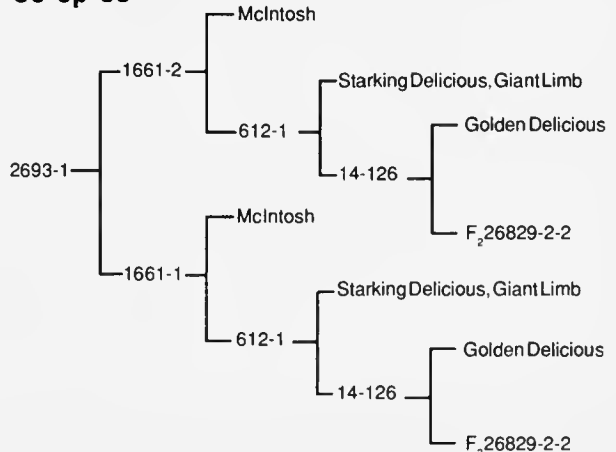 McIntosh
1661-2
Starking Delicious, Giant Limb
Golden Delicious
612-1
2693-1
14-126
McIntosh
F₂26829-2-2
1661-1
Starking Delicious, Giant Limb
612-1
Golden Delicious
14-126
F₂26829-2-2